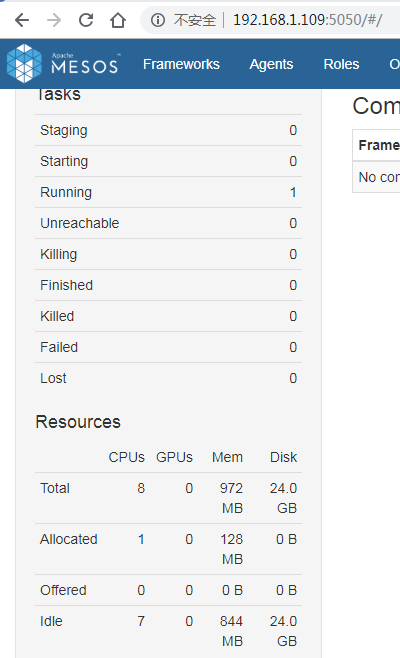 不安全 192.168.1.109:5050/#/
Apache
MESOS™ Frameworks Agents Roles O
Tasks
Com
Staging 0
Frame
Starting 0
No con
Running 1
Unreachable 0
Killing 0
Finished 0
Killed 0
Failed 0
Lost 0
Resources
CPUs GPUs Mem Disk
Total 8 0 972 24.0
MB GB
Allocated 1 0 128 0 B
MB
Offered 0 0 0 B 0 B
Idle 7 0 844 24.0
MB GB